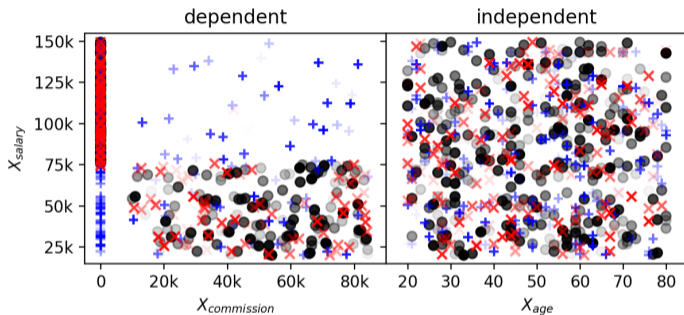 dependent
independent
150k
125k
100k
75k
50k
25k
X_salary
0
20k
40k
60k
80k
20
30
40
50
60
70
80
X_commission
X_age